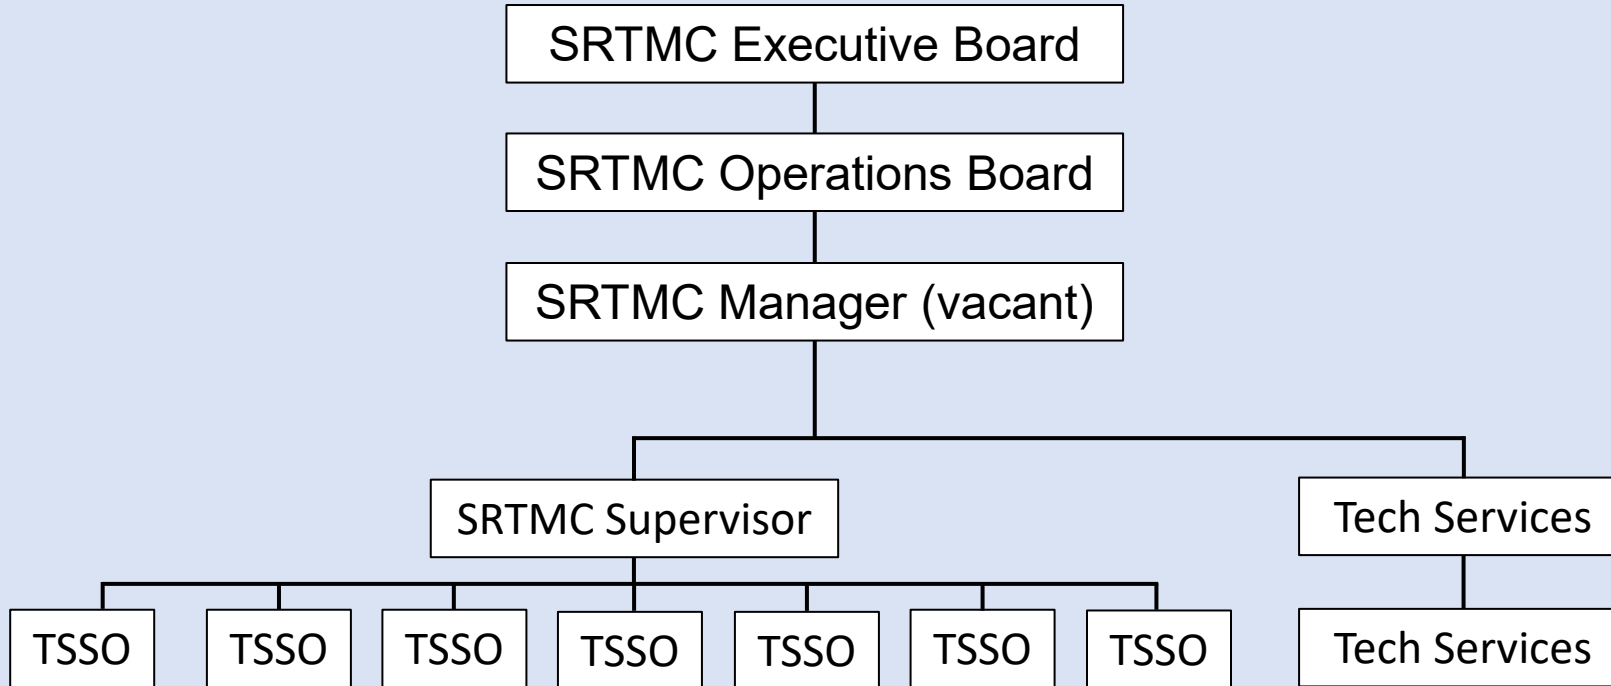 SRTMC Executive Board
SRTMC Operations Board
SRTMC Manager (vacant)
SRTMC Supervisor
Tech Services
TSSO
TSSO
TSSO
TSSO
TSSO
TSSO
TSSO
Tech Services